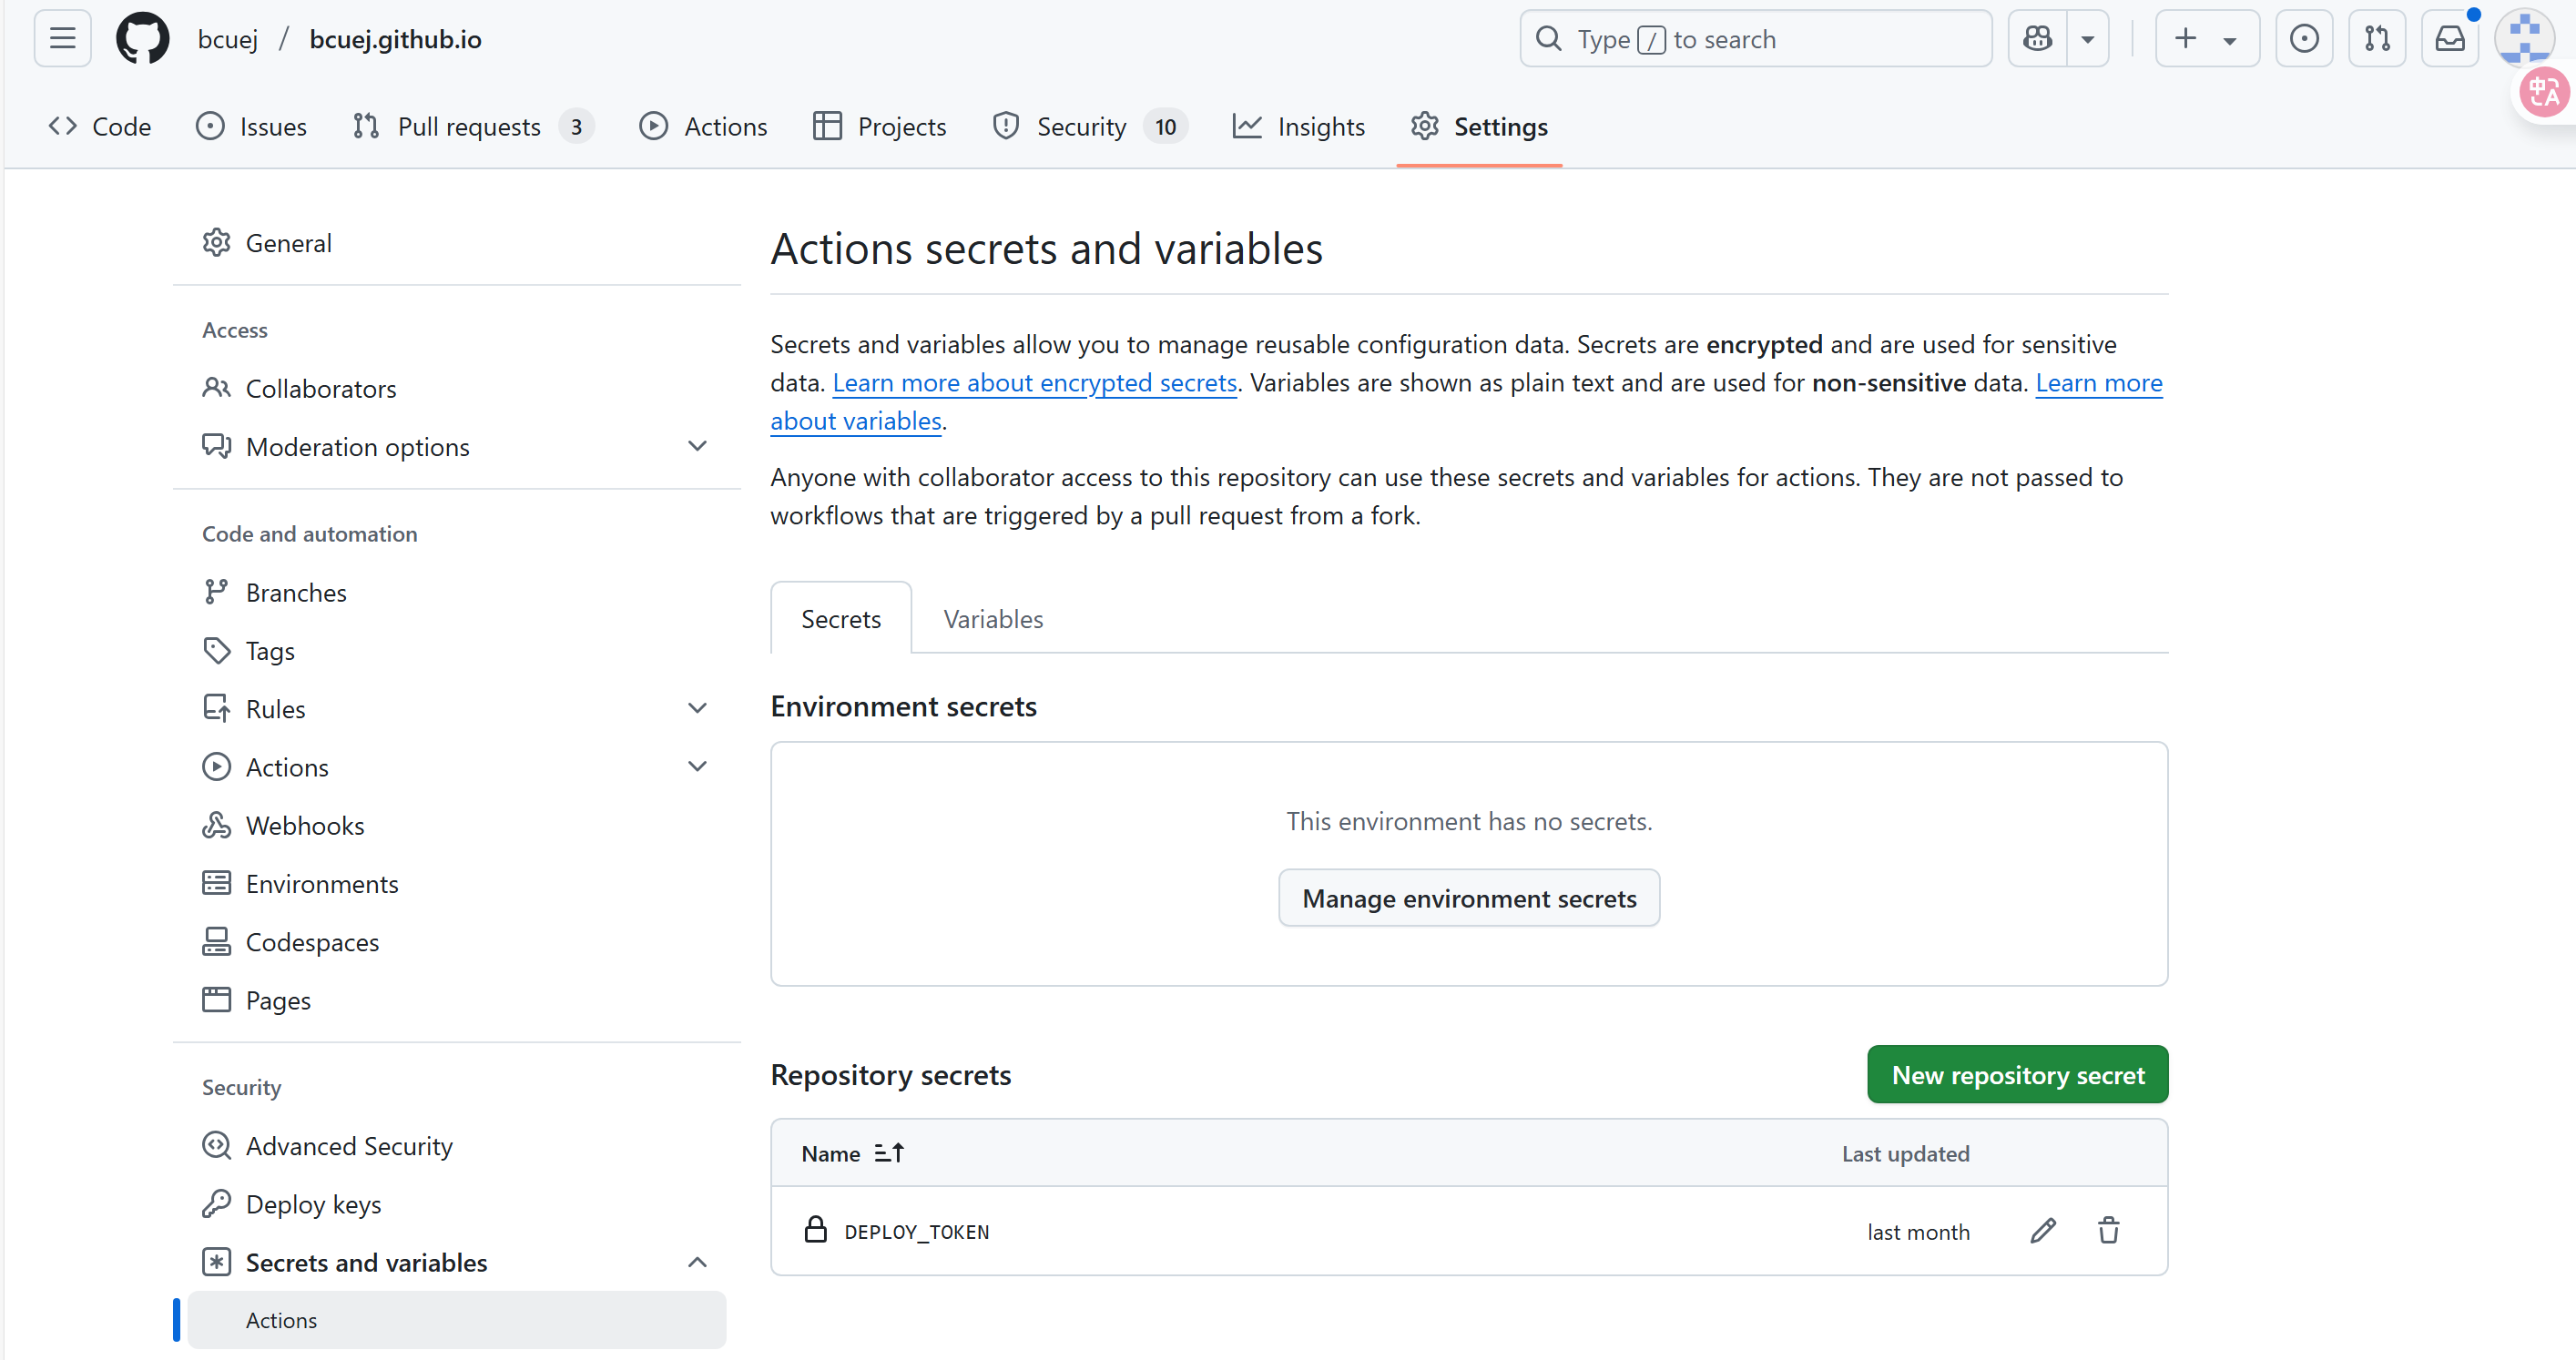 bcuej / bcuej.github.io
Type / to search
Code
Issues
Pull requests 3
Actions
Projects
Security 10
Insights
Settings
中A
General
Access
Collaborators
Moderation options
Code and automation
Branches
Tags
Rules
Actions
Webhooks
Environments
Codespaces
Pages
Security
Advanced Security
Deploy keys
Secrets and variables
Actions
Actions secrets and variables
Secrets and variables allow you to manage reusable configuration data. Secrets are encrypted and are used for sensitive
data. Learn more about encrypted secrets. Variables are shown as plain text and are used for non-sensitive data. Learn more
about variables.
Anyone with collaborator access to this repository can use these secrets and variables for actions. They are not passed to
workflows that are triggered by a pull request from a fork.
Secrets
Variables
Environment secrets
This environment has no secrets.
Manage environment secrets
Repository secrets
New repository secret
Name
Last updated
DEPLOY_TOKEN
last month